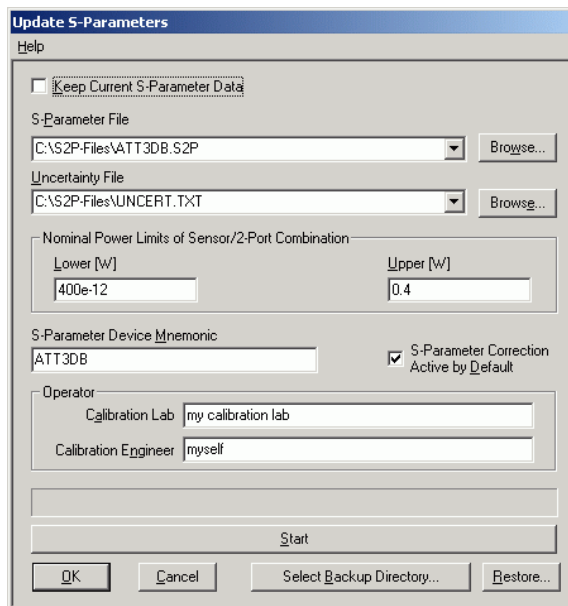 Update S-Parameters
Help
Keep Current S-Parameter Data
S-Parameter File
C:\S2P-Files\ATT3DB.S2P
Browse...
Uncertainty File
C:\S2P-Files\UNCERT.TXT
Browse...
Nominal Power Limits of Sensor/2-Port Combination
Lower [W]
Upper [W]
400e-12
0.4
S-Parameter Device Mnemonic
ATT3DB
S-Parameter Correction
Active by Default
Operator
Calibration Lab
my calibration lab
Calibration Engineer
myself
Start
OK
Cancel
Select Backup Directory...
Restore...